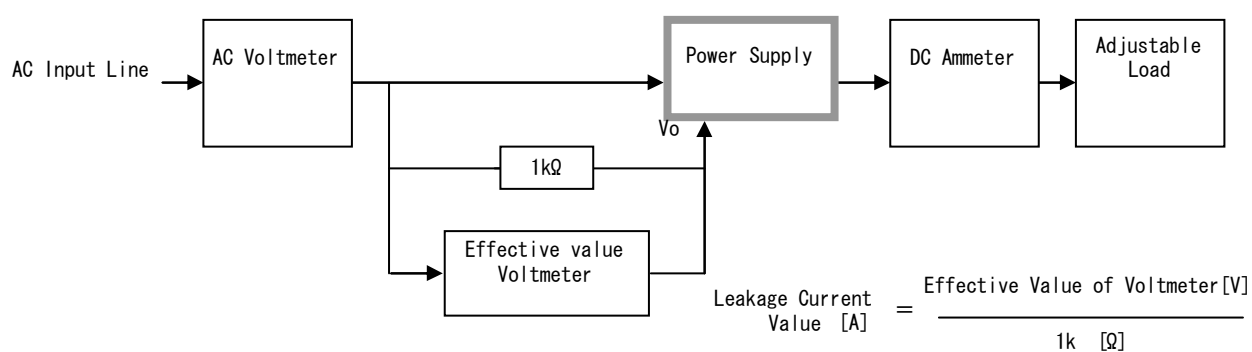 AC Input Line
AC Voltmeter
Power Supply
DC Ammeter
Adjustable
Load
Vo
1kΩ
Effective value
Voltmeter
Leakage Current
Value [A]
=
Effective Value of Voltmeter[V]
1k [Ω]